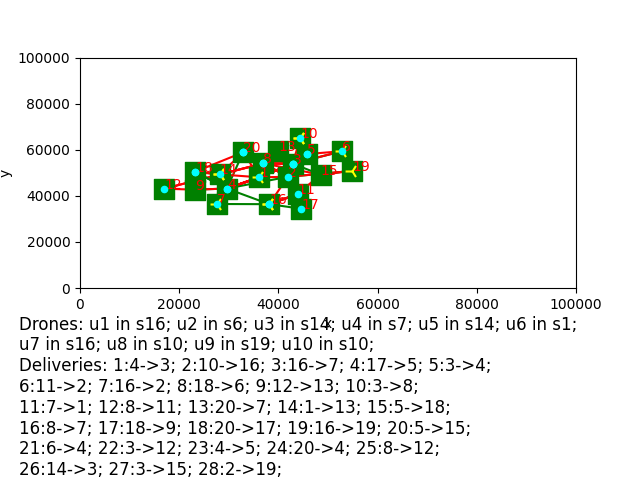 100000
80000
y
60000
40000
20000
0
0 20000 40000 60000 80000 100000
x
Drones: u1 in s16; u2 in s6; u3 in s14; u4 in s7; u5 in s14; u6 in s1;
u7 in s16; u8 in s10; u9 in s19; u10 in s10;
Deliveries: 1:4->3; 2:10->16; 3:16->7; 4:17->5; 5:3->4;
6:11->2; 7:16->2; 8:18->6; 9:12->13; 10:3->8;
11:7->1; 12:8->11; 13:20->7; 14:1->13; 15:5->18;
16:8->7; 17:18->9; 18:20->17; 19:16->19; 20:5->15;
21:6->4; 22:3->12; 23:4->5; 24:20->4; 25:8->12;
26:14->3; 27:3->15; 28:2->19;